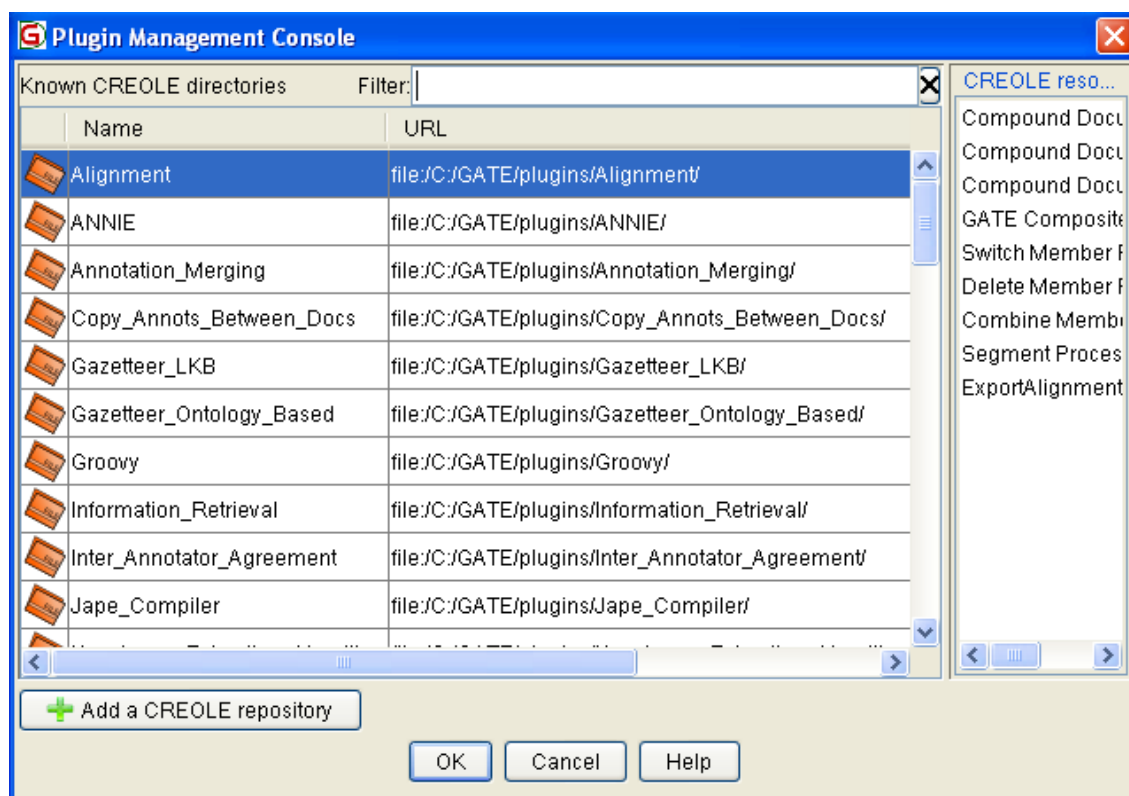 Plugin Management Console
Known CREOLE directories Filter:
Name URL
Alignment file:/C:/GATE/plugins/Alignment/
ANNIE file:/C:/GATE/plugins/ANNIE/
Annotation_Merging file:/C:/GATE/plugins/Annotation_Merging/
Copy_Annots_Between_Docs file:/C:/GATE/plugins/Copy_Annots_Between_Docs/
Gazetteer_LKB file:/C:/GATE/plugins/Gazetteer_LKB/
Gazetteer_Ontology_Based file:/C:/GATE/plugins/Gazetteer_Ontology_Based/
Groovy file:/C:/GATE/plugins/Groovy/
Information_Retrieval file:/C:/GATE/plugins/Information_Retrieval/
Inter_Annotator_Agreement file:/C:/GATE/plugins/Inter_Annotator_Agreement/
Jape_Compiler file:/C:/GATE/plugins/Jape_Compiler/
CREOLE reso...
Compound Docu
Compound Docu
Compound Docu
GATE Composite
Switch Member
Delete Member
Combine Memb
Segment Proces
ExportAlignment
Add a CREOLE repository
OK Cancel Help